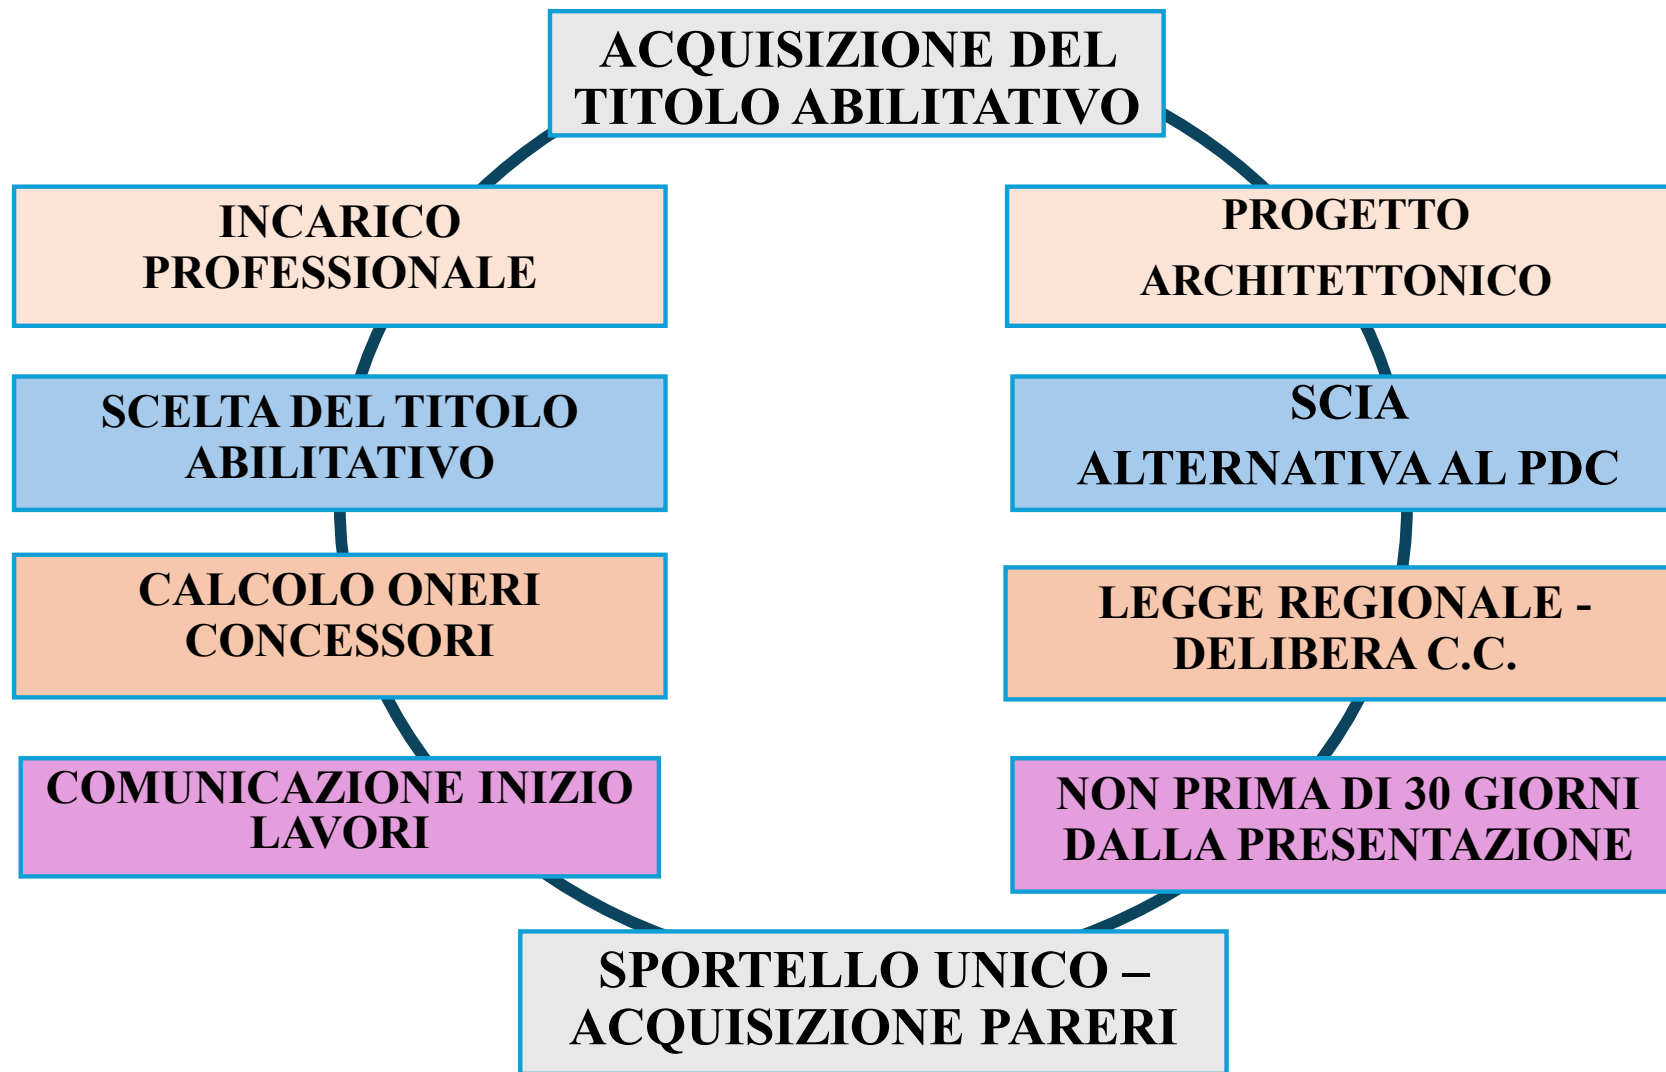 ACQUISIZIONE DEL
TITOLO ABILITATIVO
INCARICO
PROFESSIONALE
PROGETTO
ARCHITETTONICO
SCELTA DEL TITOLO
ABILITATIVO
SCIA
ALTERNATIVA AL PDC
CALCOLO ONERI
CONCESSORI
LEGGE REGIONALE -
DELIBERA C.C.
COMUNICAZIONE INIZIO
LAVORI
NON PRIMA DI 30 GIORNI
DALLA PRESENTAZIONE
SPORTELLO UNICO –
ACQUISIZIONE PARERI